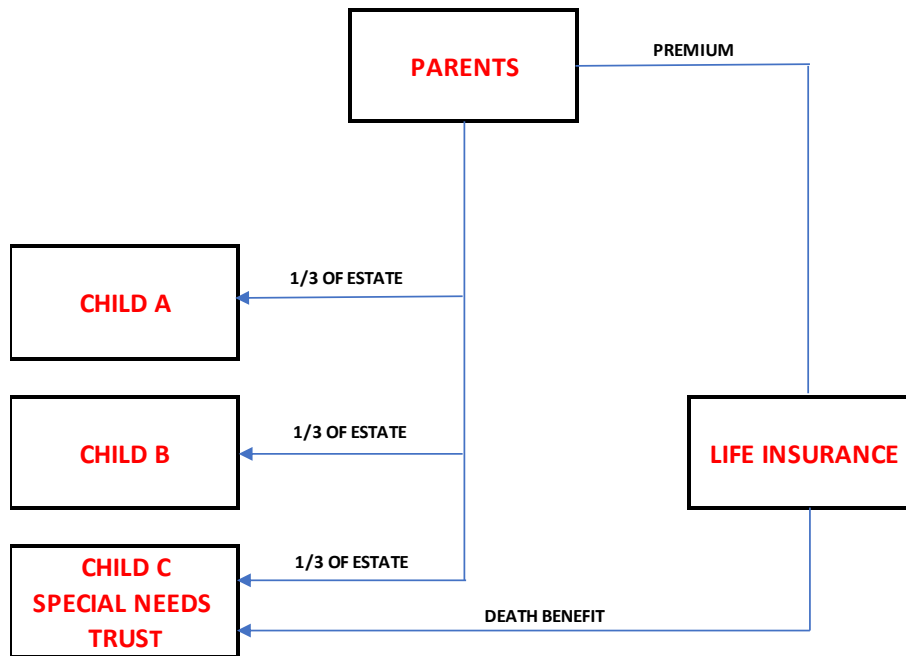 PARENTS
PREMIUM
1/3 OF ESTATE
CHILD A
1/3 OF ESTATE
CHILD B
LIFE INSURANCE
1/3 OF ESTATE
CHILD C
SPECIAL NEEDS
TRUST
DEATH BENEFIT